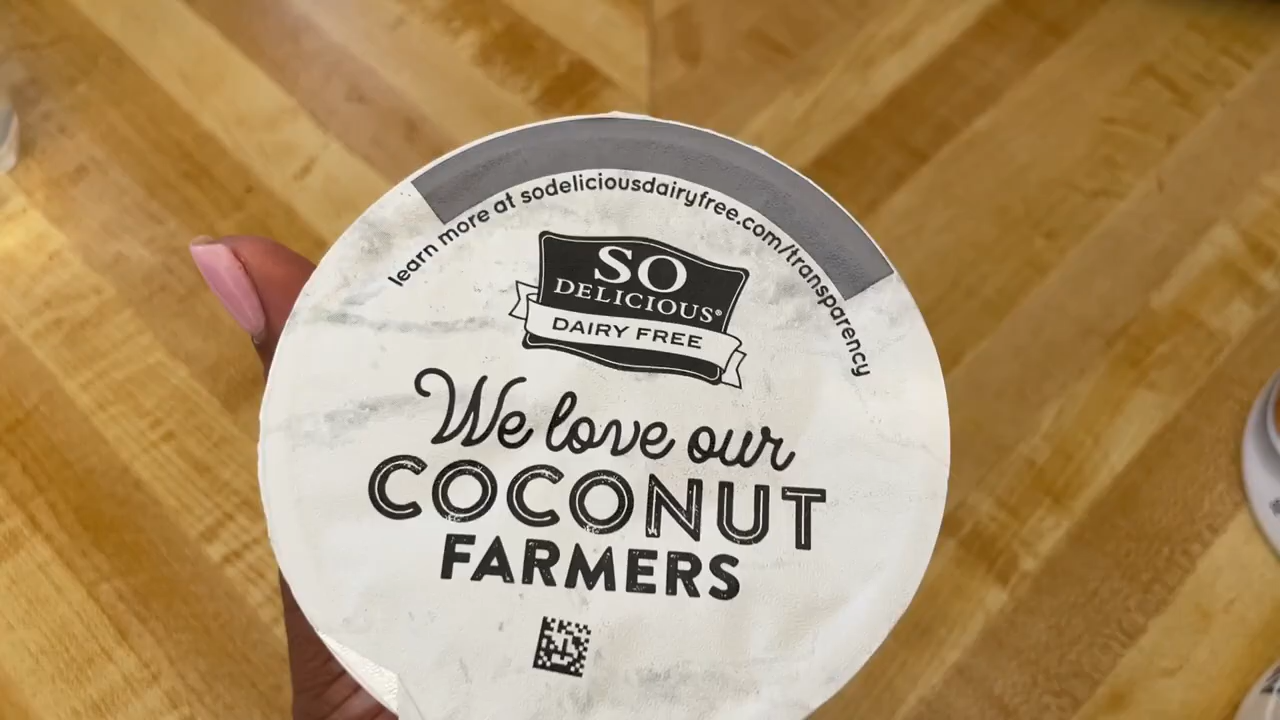 learn more at sodeliciousdairyfree.com/transparency
SO
DELICIOUS®
DAIRY FREE
We love our
COCONUT
FARMERS